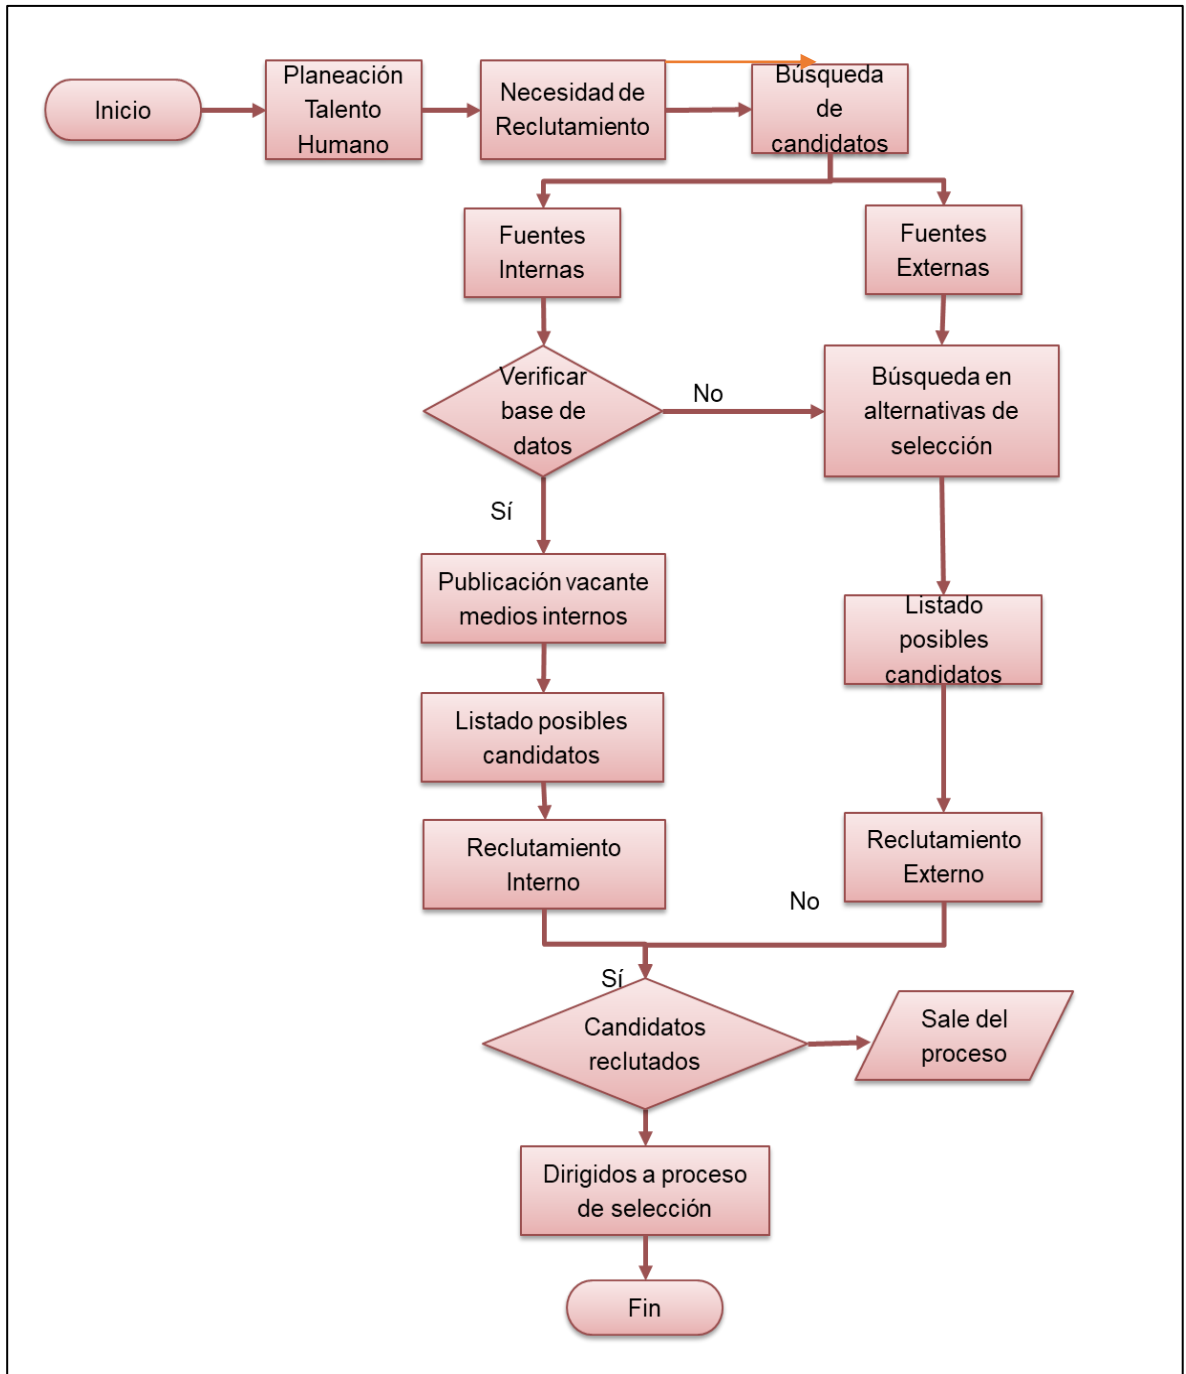 Inicio
Planeación
Talento
Humano
Necesidad de
Reclutamiento
Búsqueda
de
candidatos
Fuentes
Internas
Fuentes
Externas
Verificar
base de
datos
No
Búsqueda en
alternativas de
selección
Sí
Publicación vacante
medios internos
Listado
posibles
candidatos
Listado posibles
candidatos
Reclutamiento
Interno
Reclutamiento
Externo
No
Sí
Candidatos
reclutados
Sale del
proceso
Dirigidos a proceso
de selección
Fin